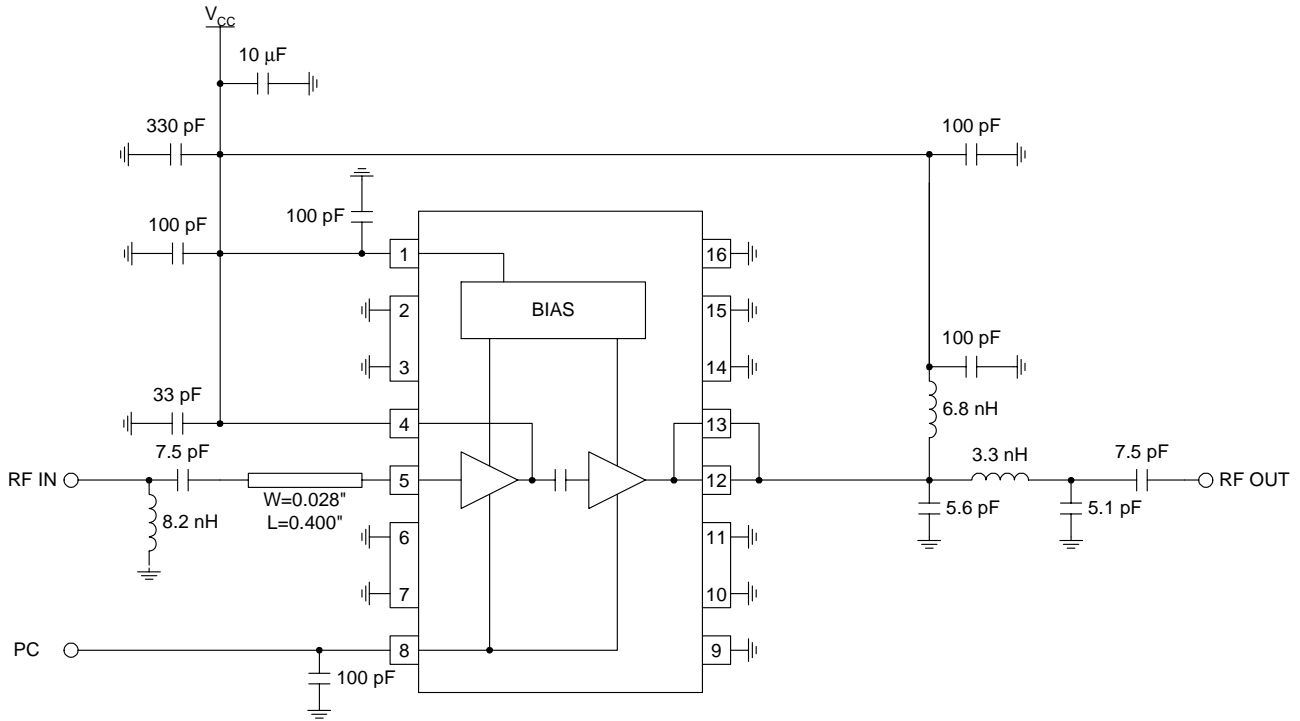 V_CC
10 µF
330 pF
100 pF
100 pF
100 pF
1
16
2
BIAS
15
3
14
100 pF
33 pF
4
13
6.8 nH
7.5 pF
3.3 nH
7.5 pF
RF IN
5
12
RF OUT
W=0.028"
L=0.400"
8.2 nH
5.6 pF
5.1 pF
6
11
7
10
PC
8
9
100 pF